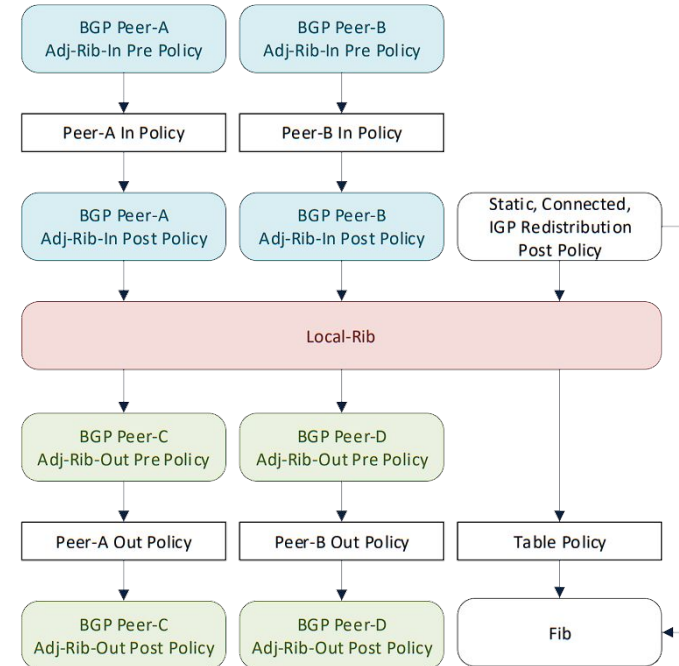 BGP Peer-A
Adj-Rib-In Pre Policy
BGP Peer-B
Adj-Rib-In Pre Policy
Peer-A In Policy
Peer-B In Policy
BGP Peer-A
Adj-Rib-In Post Policy
BGP Peer-B
Adj-Rib-In Post Policy
Static, Connected,
IGP Redistribution
Post Policy
Local-Rib
BGP Peer-C
Adj-Rib-Out Pre Policy
BGP Peer-D
Adj-Rib-Out Pre Policy
Peer-A Out Policy
Peer-B Out Policy
Table Policy
BGP Peer-C
Adj-Rib-Out Post Policy
BGP Peer-D
Adj-Rib-Out Post Policy
Fib